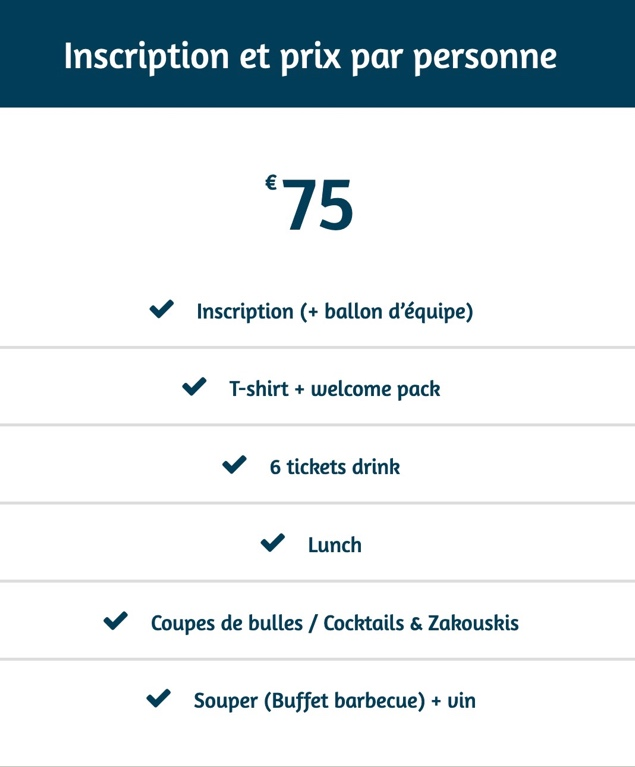 Inscription et prix par personne
€75
Inscription (+ ballon d’équipe)
T-shirt + welcome pack
6 tickets drink
Lunch
Coupes de bulles / Cocktails & Zakouskis
Souper (Buffet barbecue) + vin